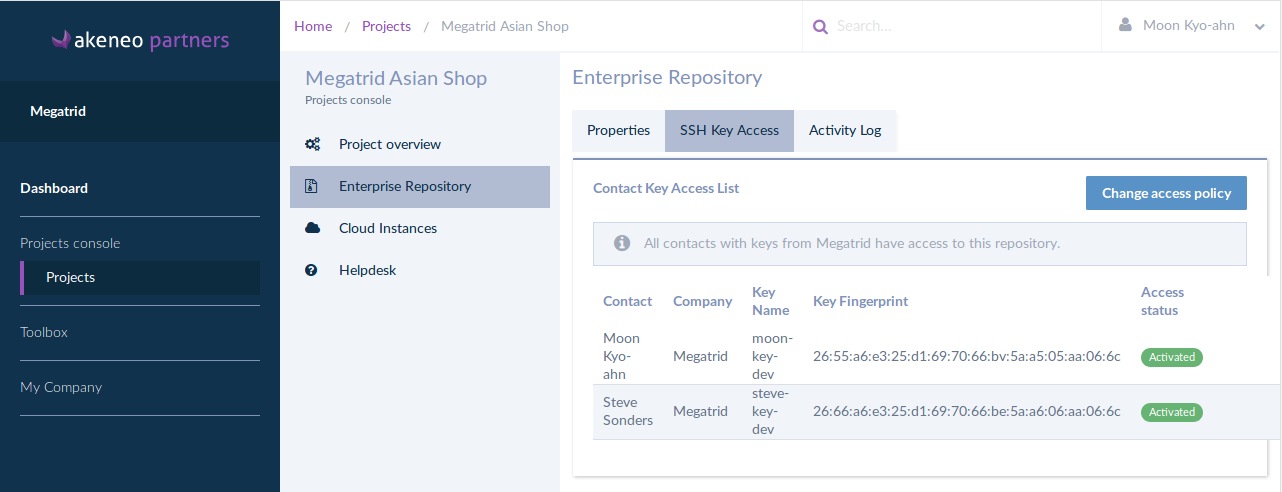 akeneo partners
Megatrid
Dashboard
Projects console
Projects
Toolbox
My Company
Home / Projects / Megatrid Asian Shop
Search...
Moon Kyo-ahn
Megatrid Asian Shop
Projects console
Project overview
Enterprise Repository
Cloud Instances
Helpdesk
Enterprise Repository
Properties
SSH Key Access
Activity Log
Contact Key Access List
Change access policy
All contacts with keys from Megatrid have access to this repository.
Contact Company Key Name Key Fingerprint Access status
Moon Kyo-ahn Megatrid moon-key-dev 26:55:a6:e3:25:d1:69:70:66:bv:5a:a5:05:aa:06:6c Activated
Steve Sonders Megatrid steve-key-dev 26:66:a6:e3:25:d1:69:70:66:be:5a:a6:06:aa:06:6c Activated